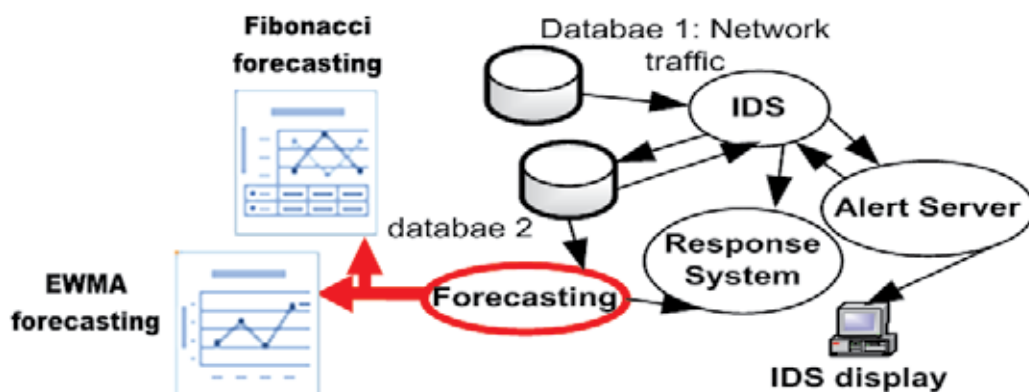 Fibonacci
forecasting
Databae 1: Network
traffic
IDS
databae 2
Alert Server
Response
System
EWMA
forecasting
Forecasting
IDS display